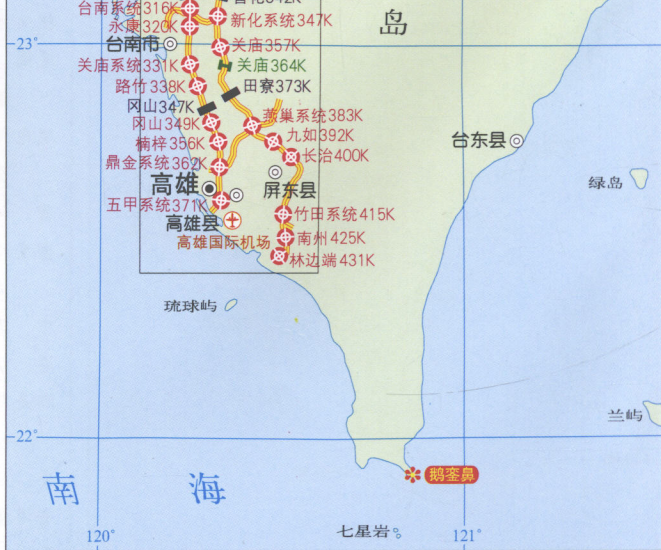 台南系统316K
新化系统347K
永康320K
岛
23°
台南市
关庙357K
关庙系统331K
关庙364K
路竹338K
田寮373K
冈山347K
燕巢系统383K
冈山349K
九如392K
台东县
楠梓356K
长治400K
鼎金系统362K
绿岛
高雄
屏东县
五甲系统371K
竹田系统415K
高雄县
南州425K
高雄国际机场
林边端431K
琉球屿
兰屿
22°
鹅銮鼻
南海
七星岩
120°
121°